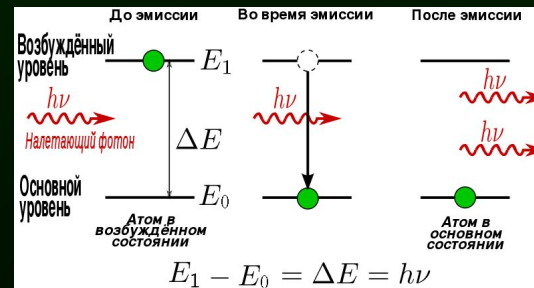 До эмиссии
Во время эмиссии
После эмиссии
Возбуждённый
уровень
E₁
hν
hν
hν
Налетающий фотон
ΔE
hν
Основной
уровень
E₀
Атом в
возбуждённом
состоянии
Атом в
основном
состоянии
E₁ − E₀ = ΔE = hν